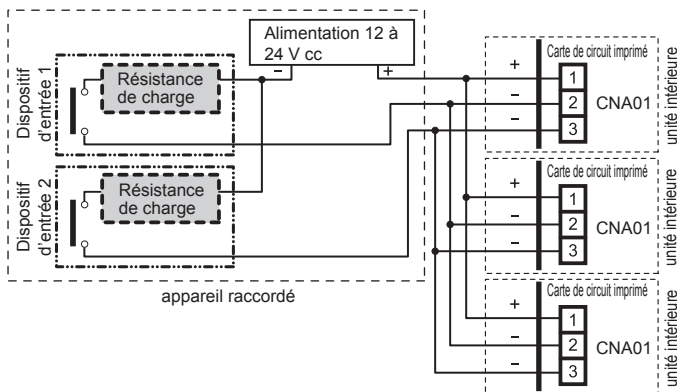 Alimentation 12 à
24 V cc
–
+
Dispositif
d'entrée 1
Résistance
de charge
Dispositif
d'entrée 2
Résistance
de charge
appareil raccordé
Carte de circuit imprimé
+
1
–
2
CNA01
–
3
unité intérieure
Carte de circuit imprimé
+
1
–
2
CNA01
–
3
unité intérieure
Carte de circuit imprimé
+
1
–
2
CNA01
–
3
unité intérieure